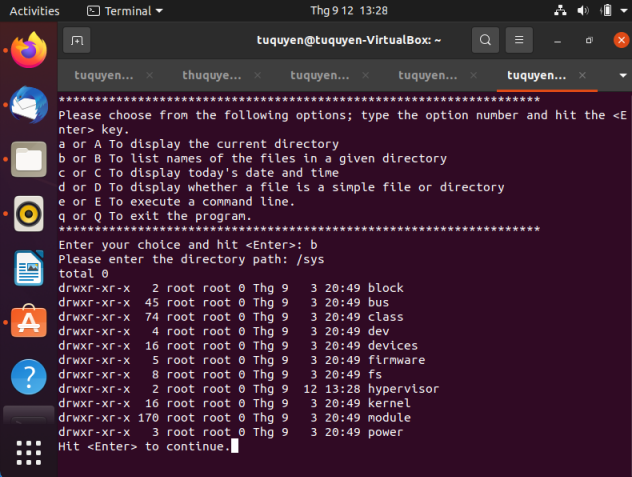 Activities Terminal Thg 9 12 13:28
tuquyen@tuquyen-VirtualBox: ~
tuquyen... thuquye... tuquyen... tuquyen... tuquyen...
*******************************************************************
Please choose from the following options; type the option number and hit the <E
nter> key.
a or A To display the current directory
b or B To list names of the files in a given directory
c or C To display today's date and time
d or D To display whether a file is a simple file or directory
e or E To execute a command line.
q or Q To exit the program.
*******************************************************************
Enter your choice and hit <Enter>: b
Please enter the directory path: /sys
total 0
drwxr-xr-x   2 root root 0 Thg 9   3 20:49 block
drwxr-xr-x  45 root root 0 Thg 9   3 20:49 bus
drwxr-xr-x  74 root root 0 Thg 9   3 20:49 class
drwxr-xr-x   4 root root 0 Thg 9   3 20:49 dev
drwxr-xr-x  16 root root 0 Thg 9   3 20:49 devices
drwxr-xr-x   5 root root 0 Thg 9   3 20:49 firmware
drwxr-xr-x   8 root root 0 Thg 9   3 20:49 fs
drwxr-xr-x   2 root root 0 Thg 9  12 13:28 hypervisor
drwxr-xr-x  16 root root 0 Thg 9   3 20:49 kernel
drwxr-xr-x 170 root root 0 Thg 9   3 20:49 module
drwxr-xr-x   3 root root 0 Thg 9   3 20:49 power
Hit <Enter> to continue.